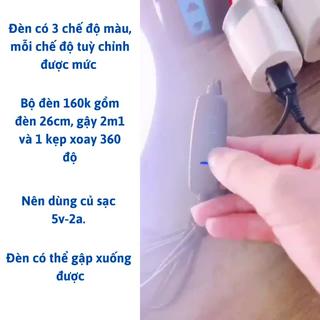 Đèn có 3 chế độ màu,
mỗi chế độ tuỳ chỉnh
được mức
Bộ đèn 160k gồm
đèn 26cm, gậy 2m1
và 1 kẹp xoay 360
độ
Nên dùng củ sạc
5v-2a.
Đèn có thể gập xuống
được